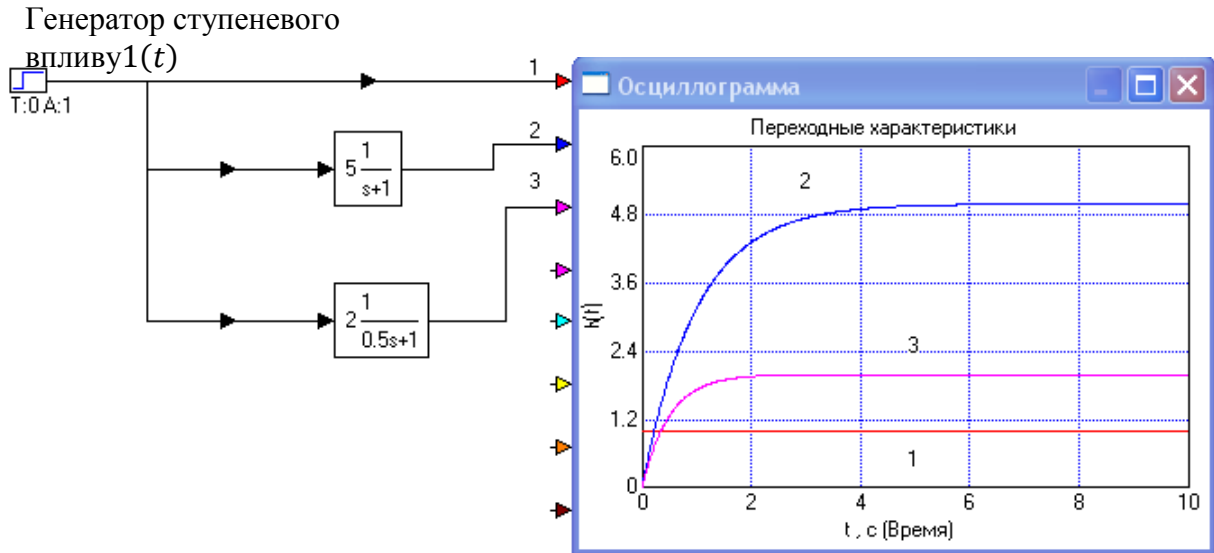 Генератор ступеневого
впливу1(t)
T:0 A:1
1
2
3
5 1
s+1
2 1
0.5s+1
Осциллограмма
Переходные характеристики
6.0
4.8
3.6
2.4
1.2
0
h(t)
2
3
1
0 2 4 6 8 10
t , c (Время)